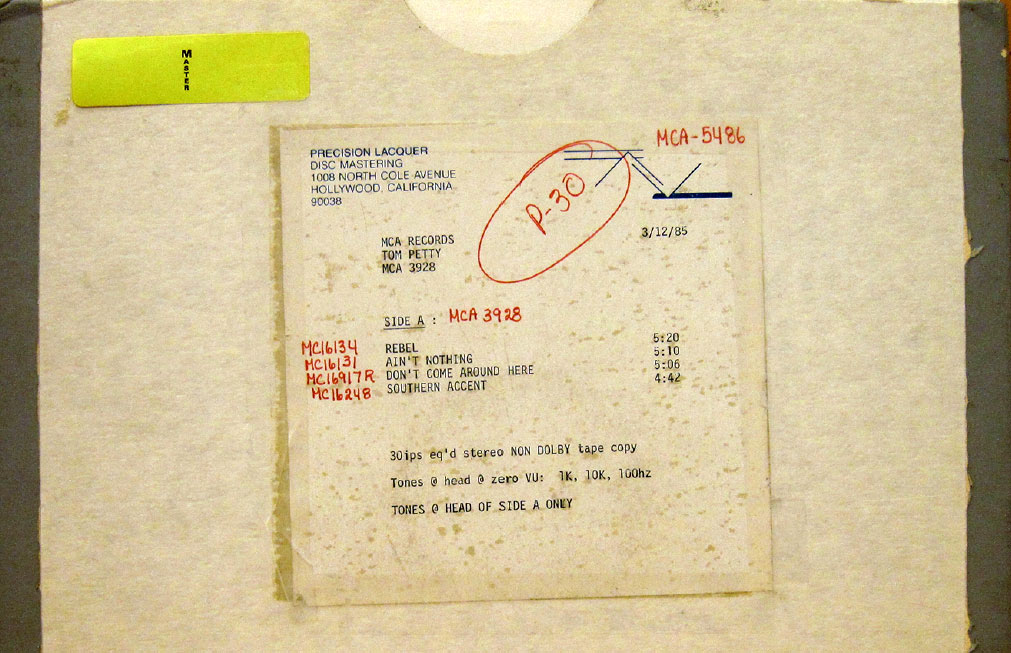 MASTER
PRECISION LACQUER
DISC MASTERING
1008 NORTH COLE AVENUE
HOLLYWOOD, CALIFORNIA
90038
MCA-5486
P-30
MCA RECORDS
TOM PETTY
MCA 3928
3/12/85
SIDE A : MCA 3928
MC16134 REBEL 5:20
MC16131 AIN'T NOTHING 5:10
MC16917R DON'T COME AROUND HERE 5:06
MC16248 SOUTHERN ACCENT 4:42
30ips eq'd stereo NON DOLBY tape copy
Tones @ head @ zero VU: 1K, 10K, 100hz
TONES @ HEAD OF SIDE A ONLY